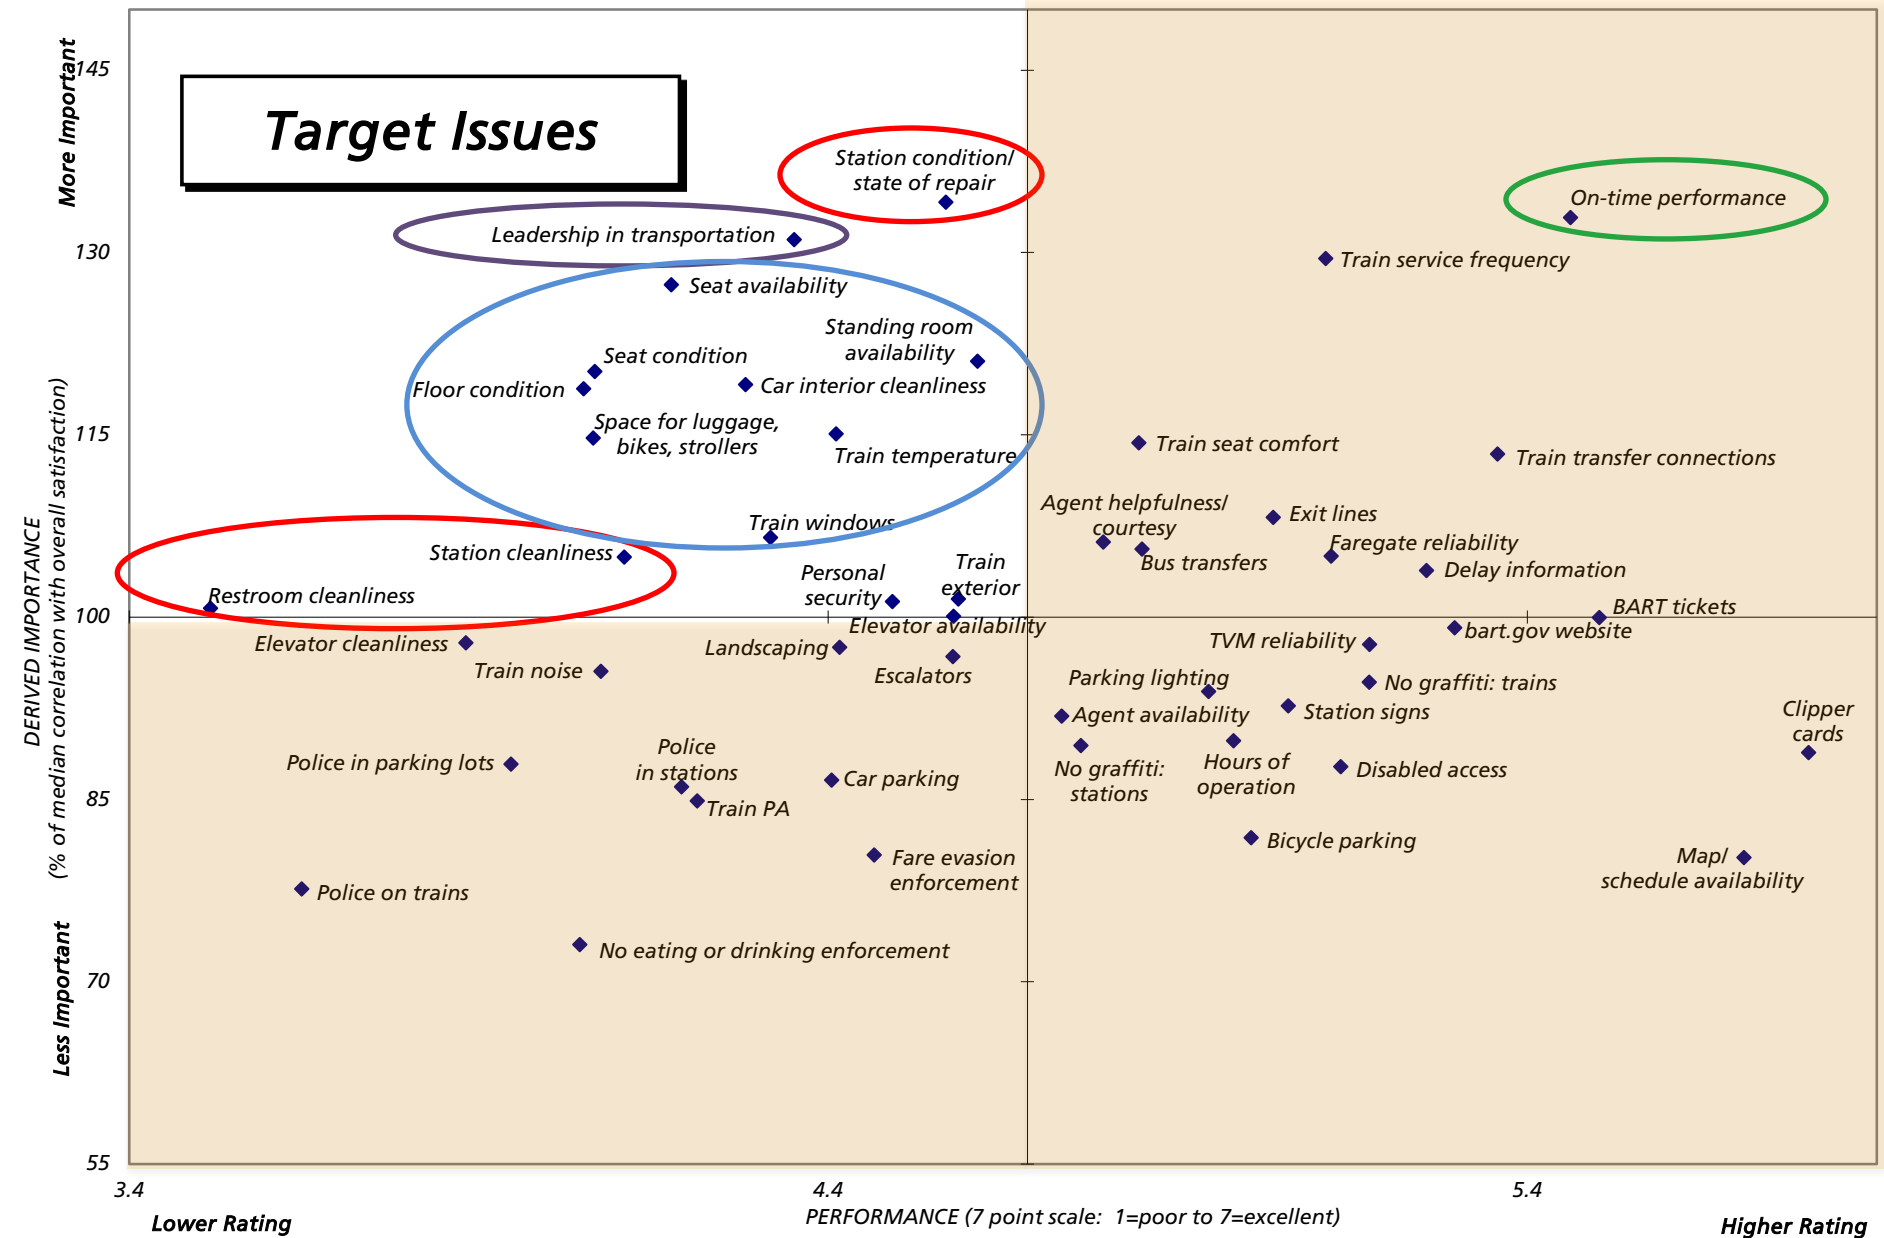 More Important
145
Target Issues
Station condition/
state of repair
On-time performance
Leadership in transportation
130
Train service frequency
Seat availability
Standing room
availability
Seat condition
Floor condition
Car interior cleanliness
Space for luggage,
bikes, strollers
115
Train temperature
Train seat comfort
Train transfer connections
Agent helpfulness/
courtesy
Exit lines
Train windows
Station cleanliness
Faregate reliability
Bus transfers
Delay information
Train
exterior
Personal
security
Restroom cleanliness
BART tickets
100
Elevator availability
bart.gov website
Elevator cleanliness
Landscaping
TVM reliability
Train noise
Escalators
Parking lighting
No graffiti: trains
Agent availability
Station signs
Clipper
cards
Police in parking lots
Police
in stations
Car parking
No graffiti:
stations
Hours of
operation
Disabled access
85
Train PA
Bicycle parking
Fare evasion
enforcement
Map/
schedule availability
Police on trains
No eating or drinking enforcement
70
55
DERIVED IMPORTANCE
(% of median correlation with overall satisfaction)
Less Important
3.4
4.4
5.4
Lower Rating
PERFORMANCE (7 point scale: 1=poor to 7=excellent)
Higher Rating